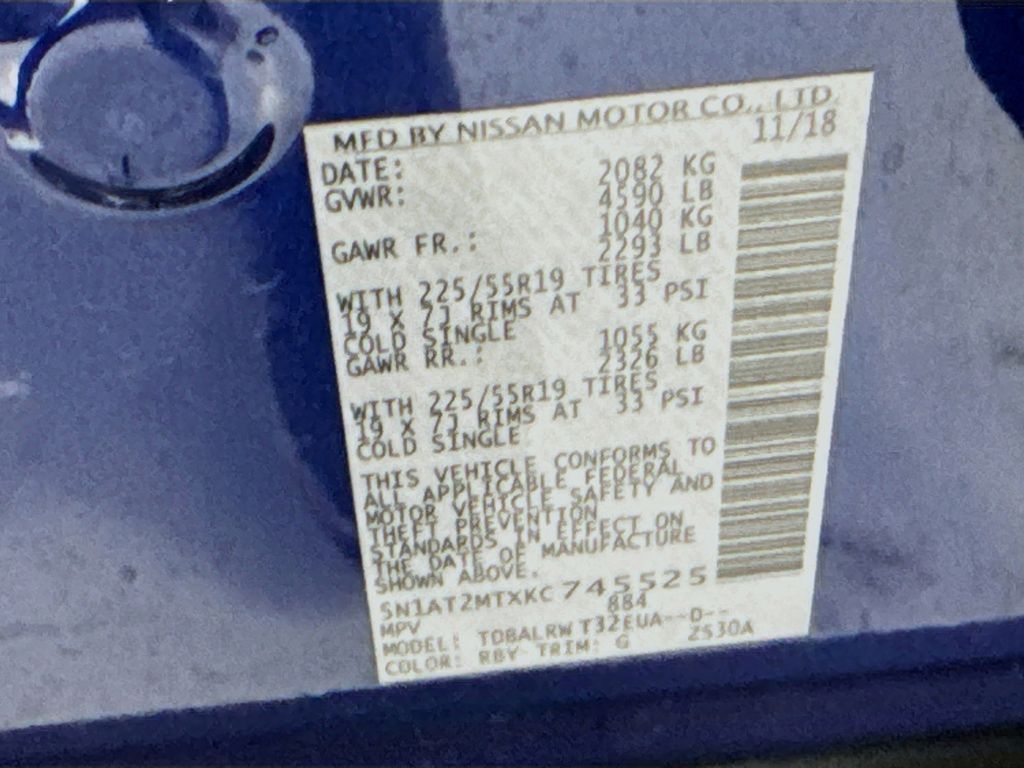 MFD BY NISSAN MOTOR CO., LTD.
DATE: 11/18
GVWR: 2082 KG
4590 LB
GAWR FR.: 1040 KG
2293 LB
WITH 225/55R19 TIRES
19 X 7J RIMS AT 33 PSI
COLD SINGLE
GAWR RR.: 1055 KG
2326 LB
WITH 225/55R19 TIRES
19 X 7J RIMS AT 33 PSI
COLD SINGLE
THIS VEHICLE CONFORMS TO
ALL APPLICABLE FEDERAL
MOTOR VEHICLE SAFETY AND
THEFT PREVENTION
STANDARDS IN EFFECT ON
THE DATE OF MANUFACTURE
SHOWN ABOVE.
5N1AT2MTXKC745525
MPV 884
MODEL: TDBALRW T32EUA--D--
COLOR: RBY TRIM: G ZS30A